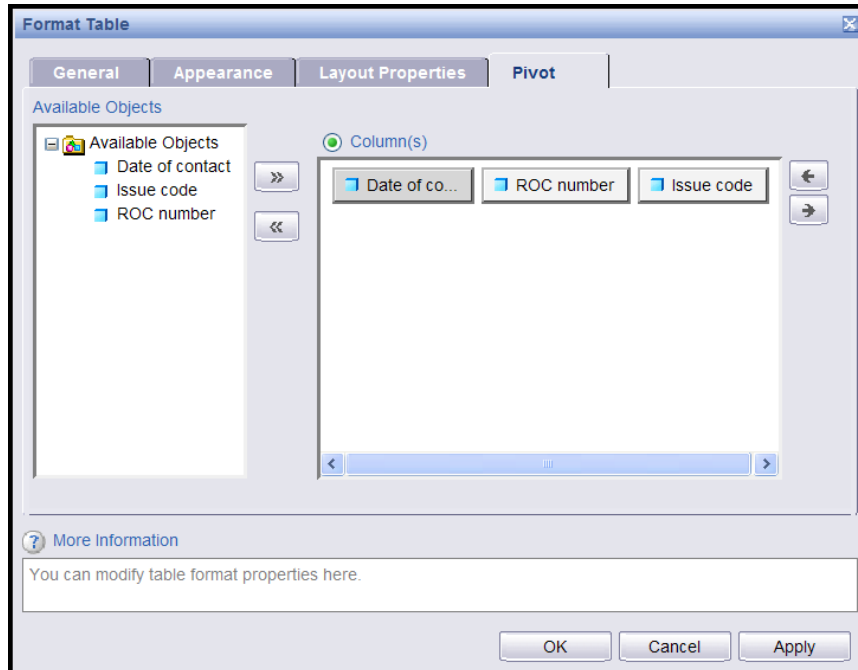 Format Table
General Appearance Layout Properties Pivot
Available Objects
Available Objects
Date of contact
Issue code
ROC number
Column(s)
Date of co... ROC number Issue code
More Information
You can modify table format properties here.
OK Cancel Apply